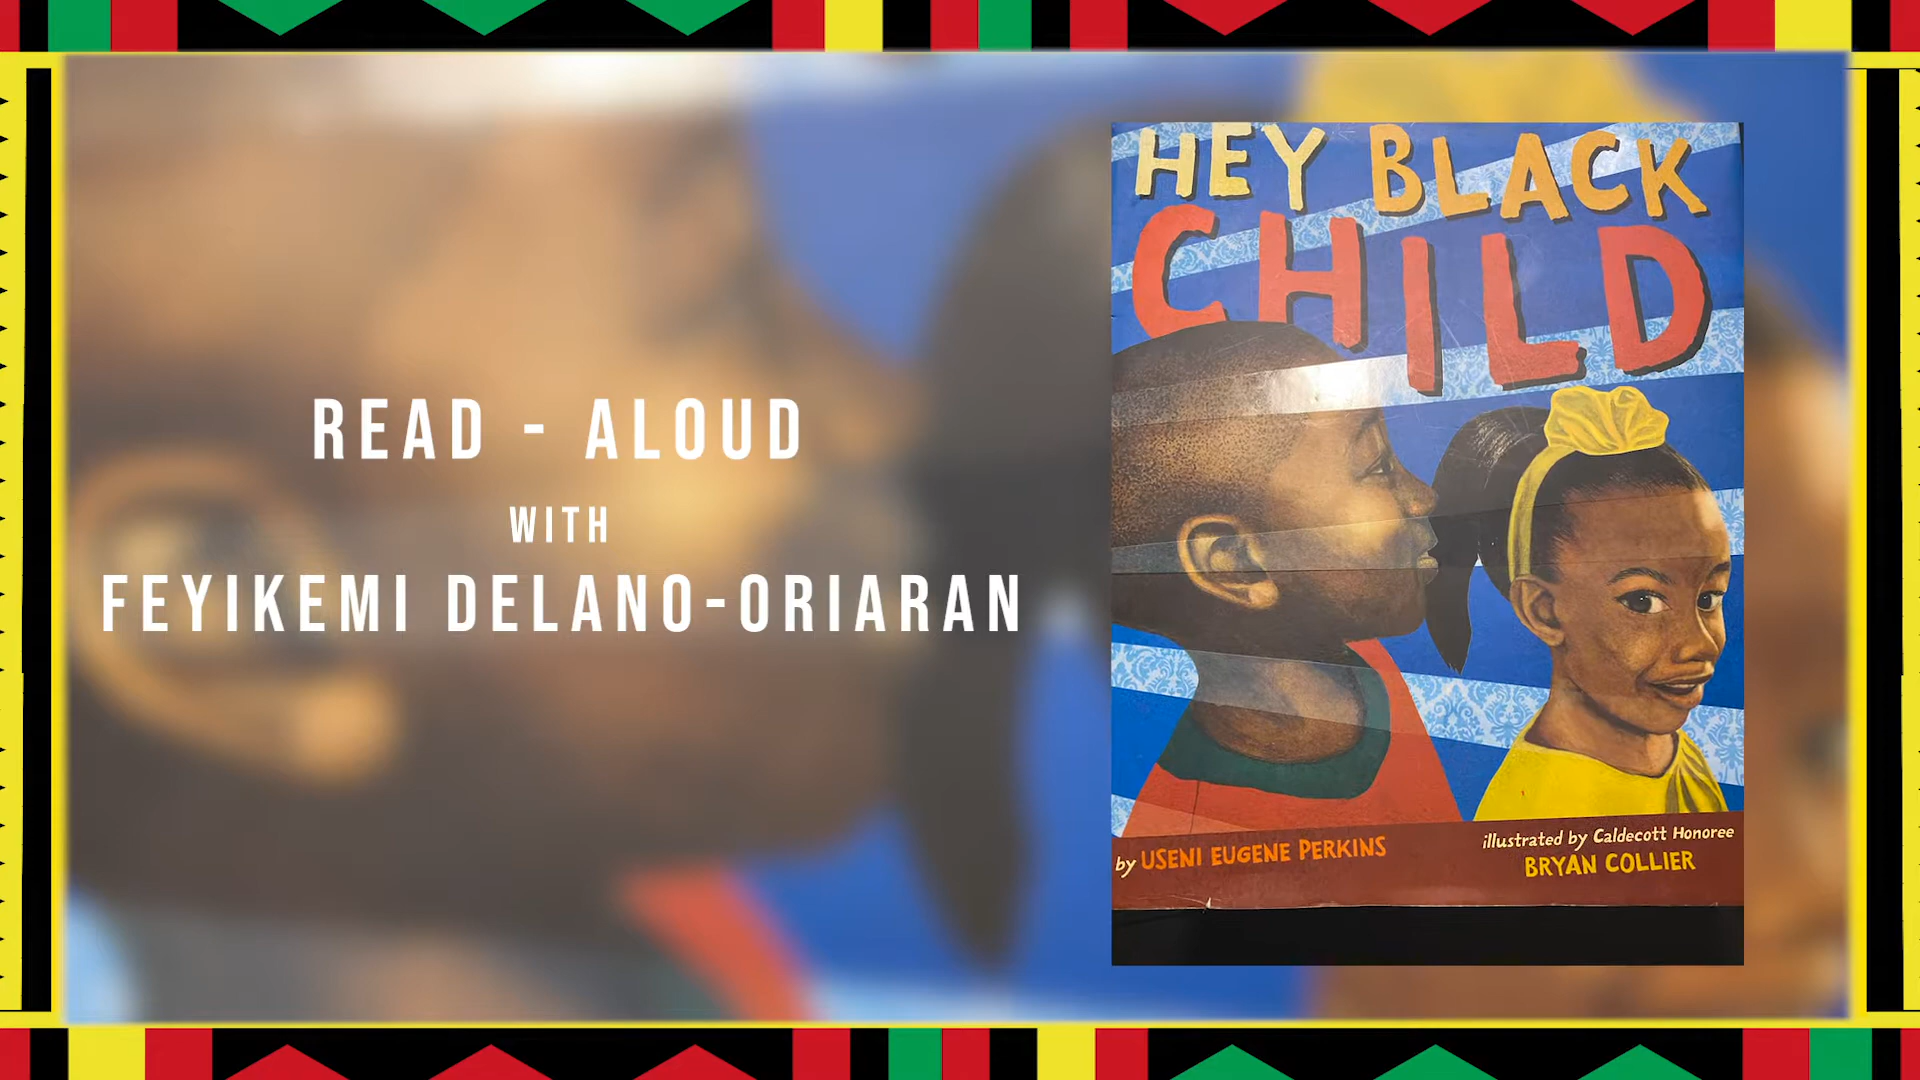 READ - ALOUD
WITH
FEYIKEMI DELANO-ORIARAN
HEY BLACK
CHILD
by USENI EUGENE PERKINS
illustrated by Caldecott Honoree
BRYAN COLLIER